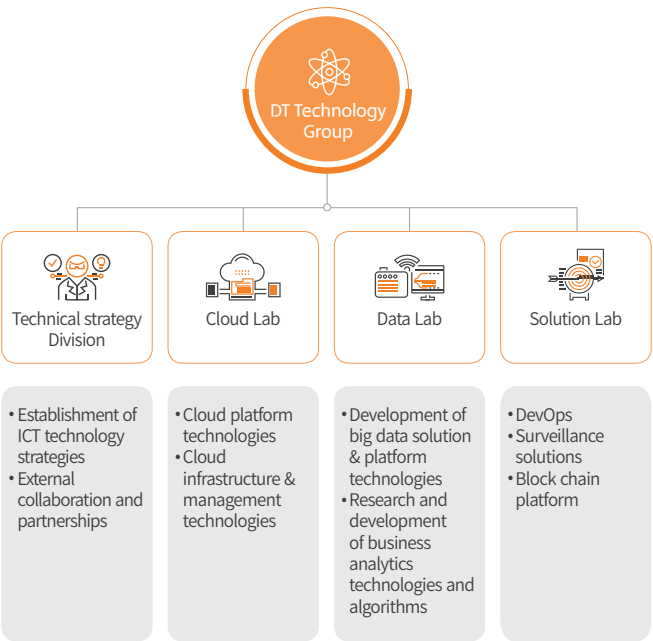 DT Technology
Group
Technical strategy
Division
Cloud Lab
Data Lab
Solution Lab
• Establishment of
ICT technology
strategies
• External
collaboration and
partnerships
• Cloud platform
technologies
• Cloud
infrastructure &
management
technologies
• Development of
big data solution
& platform
technologies
• Research and
development
of business
analytics
technologies and
algorithms
• DevOps
• Surveillance
solutions
• Block chain
platform